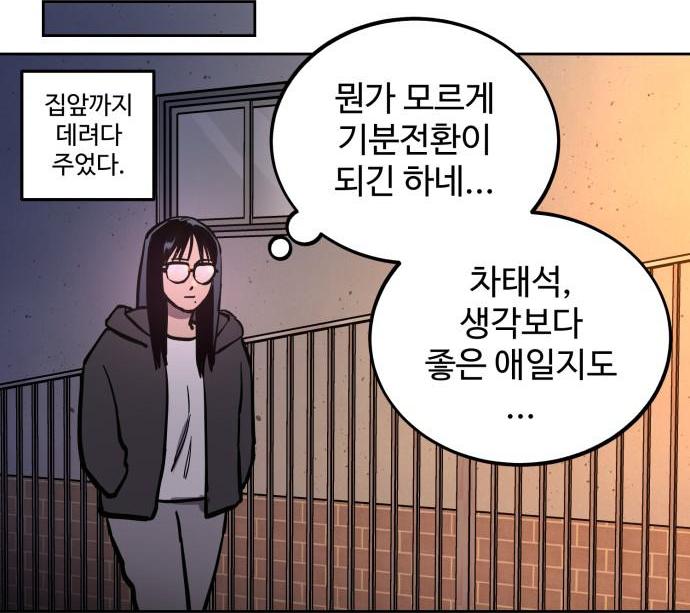 집앞까지
데려다
주었다.
뭔가 모르게
기분전환이
되긴 하네...
차태석,
생각보다
좋은 애일지도
...